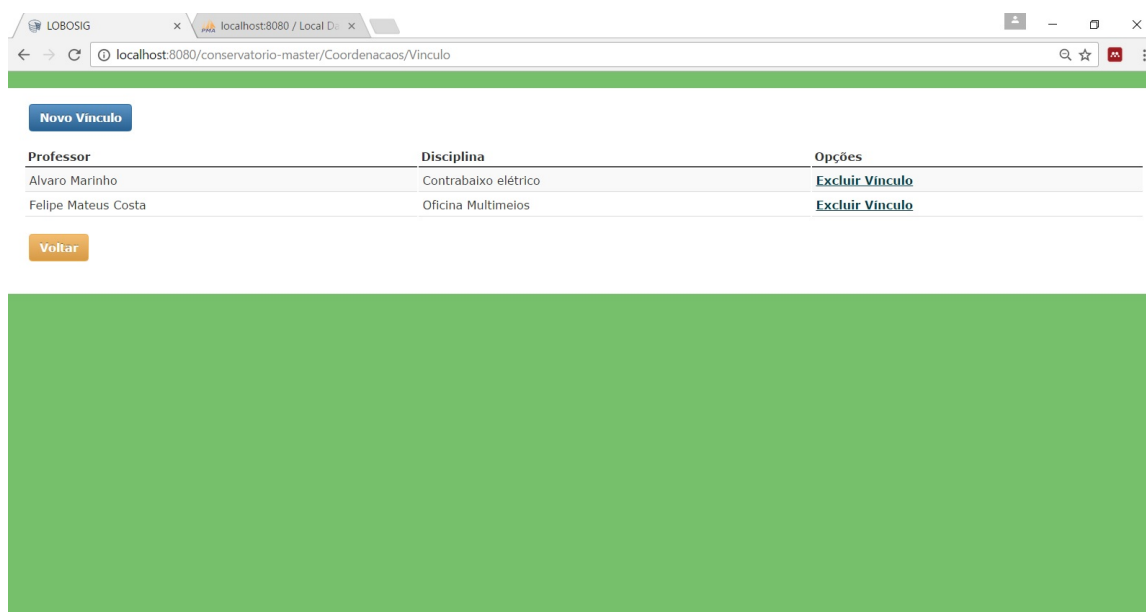 LOBOSIG
localhost:8080 / Local Da
localhost:8080/conservatorio-master/Coordenacaos/Vinculo
Novo Vínculo
Professor Disciplina Opções
Alvaro Marinho Contrabaixo elétrico Excluir Vínculo
Felipe Mateus Costa Oficina Multimeios Excluir Vínculo
Voltar